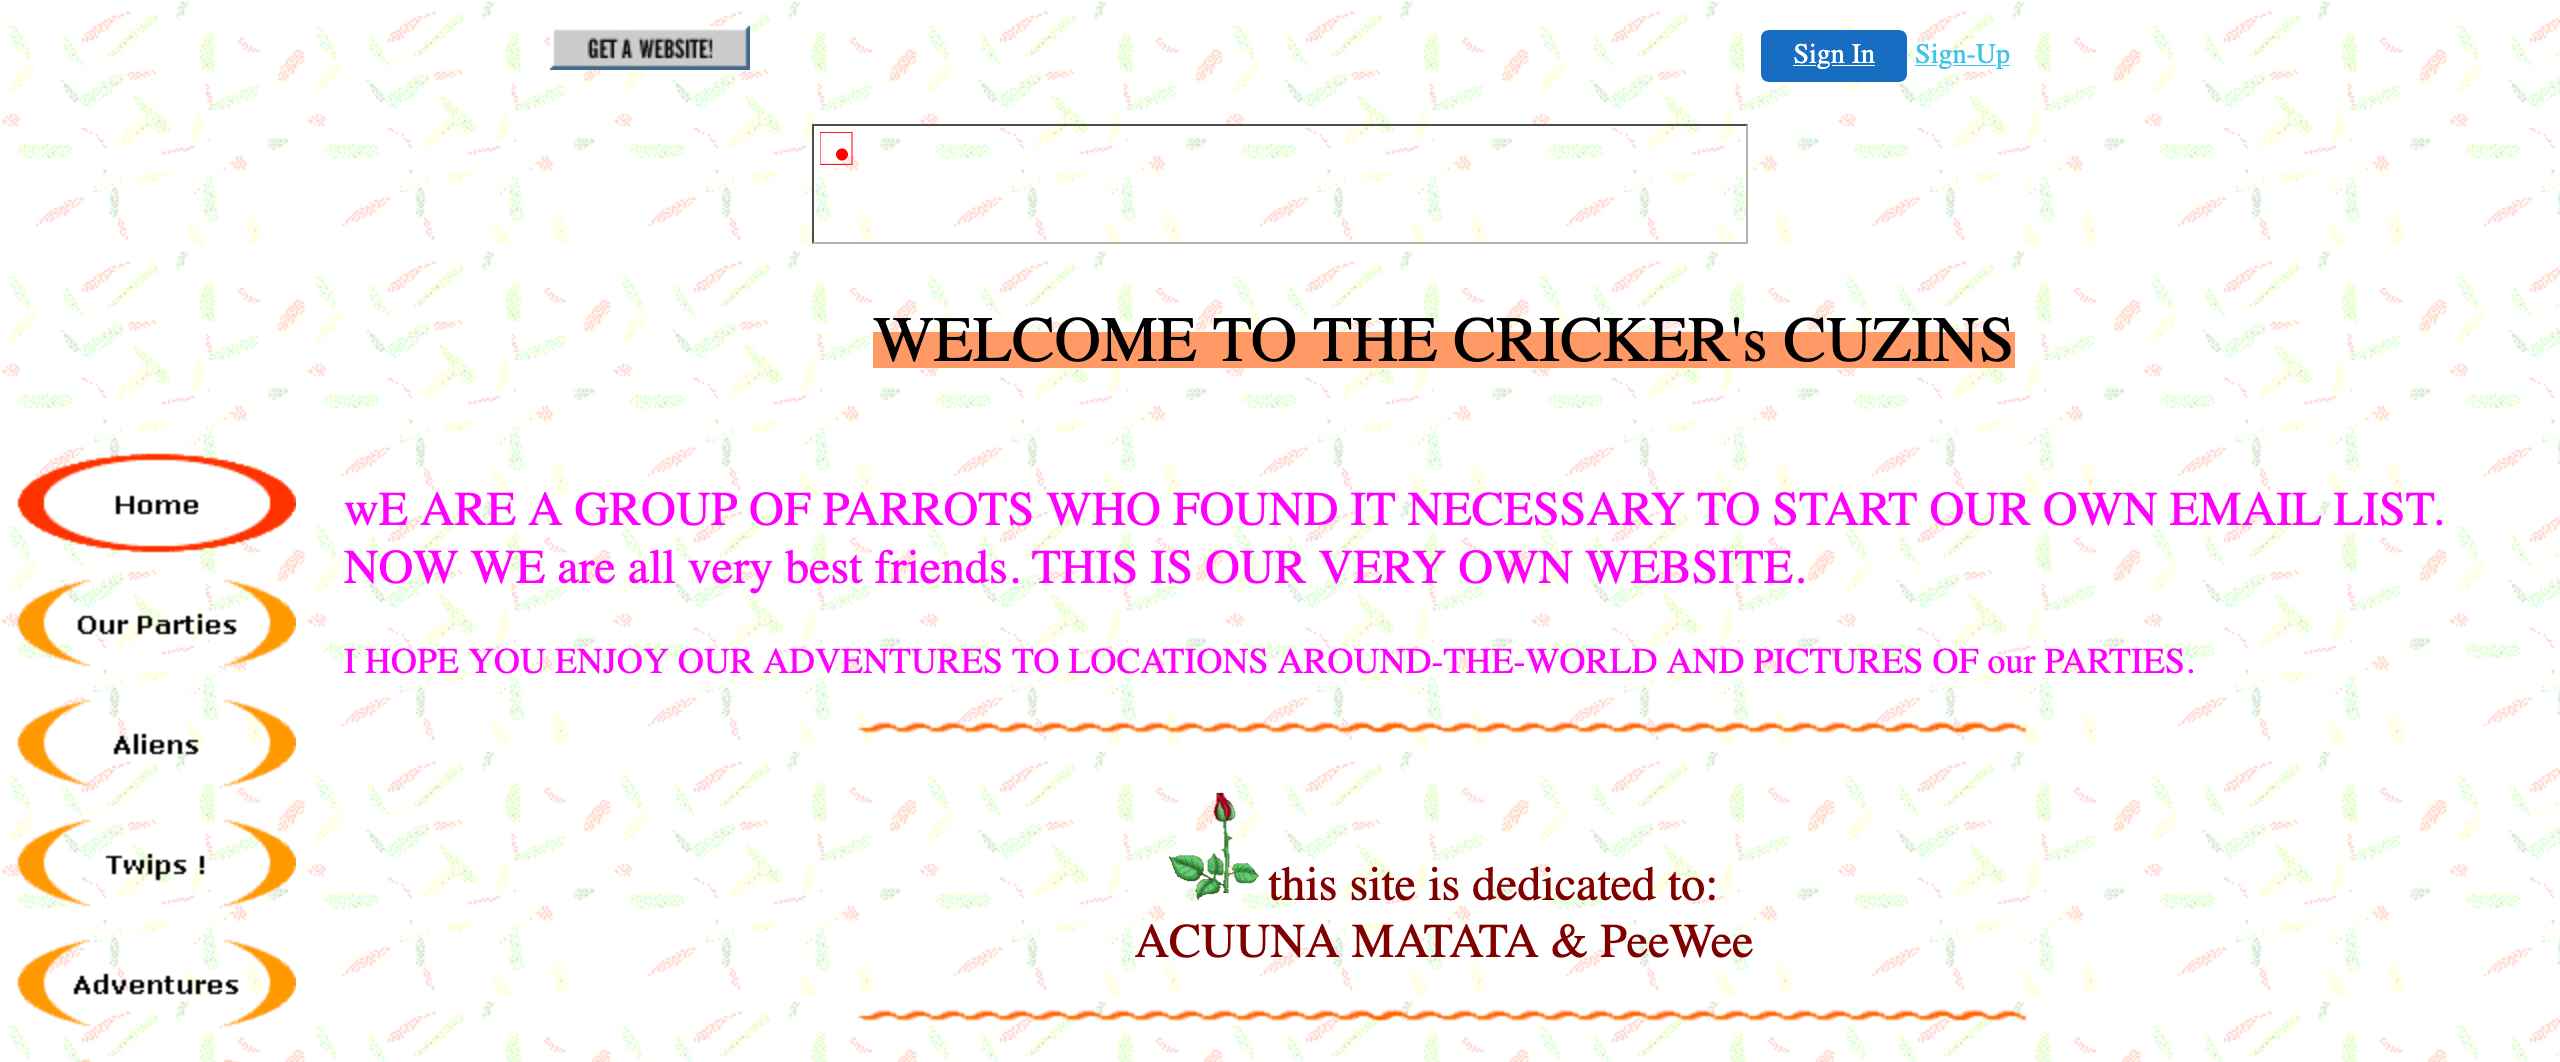 GET A WEBSITE!
Sign In Sign-Up
WELCOME TO THE CRICKER's CUZINS
Home
wE ARE A GROUP OF PARROTS WHO FOUND IT NECESSARY TO START OUR OWN EMAIL LIST.
NOW WE are all very best friends. THIS IS OUR VERY OWN WEBSITE.
Our Parties
I HOPE YOU ENJOY OUR ADVENTURES TO LOCATIONS AROUND-THE-WORLD AND PICTURES OF our PARTIES.
Aliens
Twips !
this site is dedicated to:
ACUUNA MATATA & PeeWee
Adventures